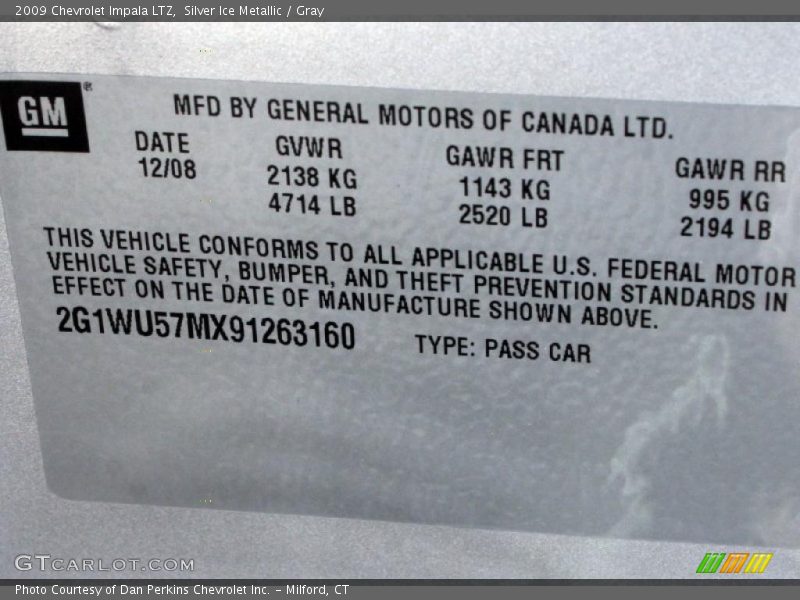 2009 Chevrolet Impala LTZ, Silver Ice Metallic / Gray
GM®
MFD BY GENERAL MOTORS OF CANADA LTD.
DATE GVWR GAWR FRT GAWR RR
12/08 2138 KG 1143 KG 995 KG
4714 LB 2520 LB 2194 LB
THIS VEHICLE CONFORMS TO ALL APPLICABLE U.S. FEDERAL MOTOR
VEHICLE SAFETY, BUMPER, AND THEFT PREVENTION STANDARDS IN
EFFECT ON THE DATE OF MANUFACTURE SHOWN ABOVE.
2G1WU57MX91263160 TYPE: PASS CAR
GTCARLOT.COM
Photo Courtesy of Dan Perkins Chevrolet Inc. - Milford, CT